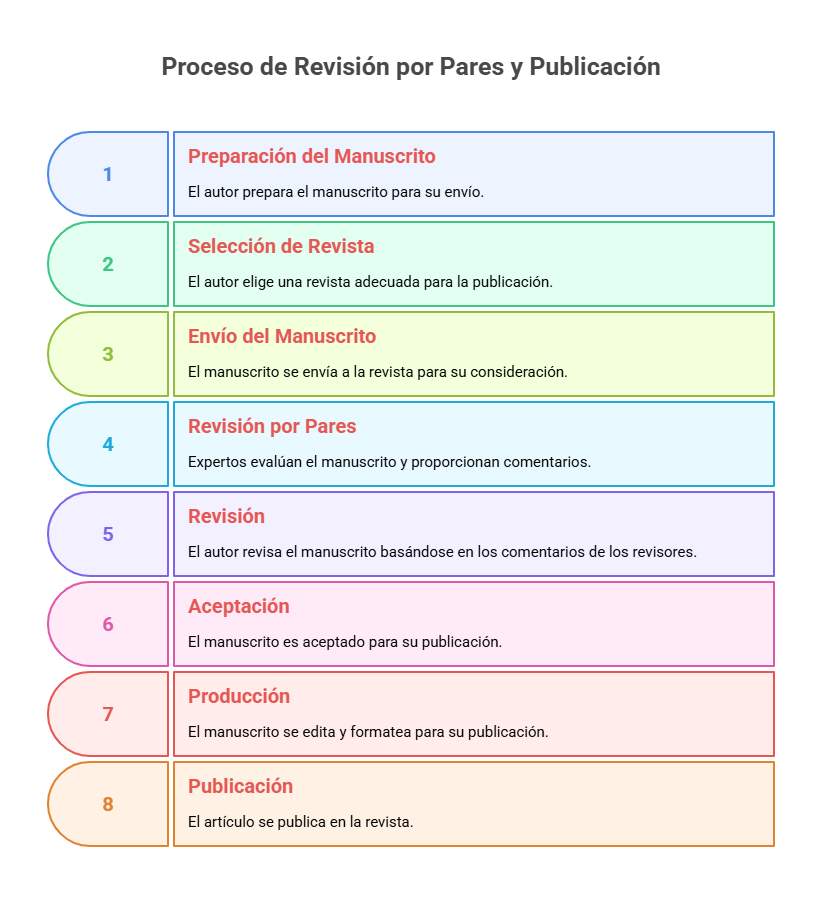 Proceso de Revisión por Pares y Publicación
1
Preparación del Manuscrito
El autor prepara el manuscrito para su envío.
2
Selección de Revista
El autor elige una revista adecuada para la publicación.
3
Envío del Manuscrito
El manuscrito se envía a la revista para su consideración.
4
Revisión por Pares
Expertos evalúan el manuscrito y proporcionan comentarios.
5
Revisión
El autor revisa el manuscrito basándose en los comentarios de los revisores.
6
Aceptación
El manuscrito es aceptado para su publicación.
7
Producción
El manuscrito se edita y formatea para su publicación.
8
Publicación
El artículo se publica en la revista.